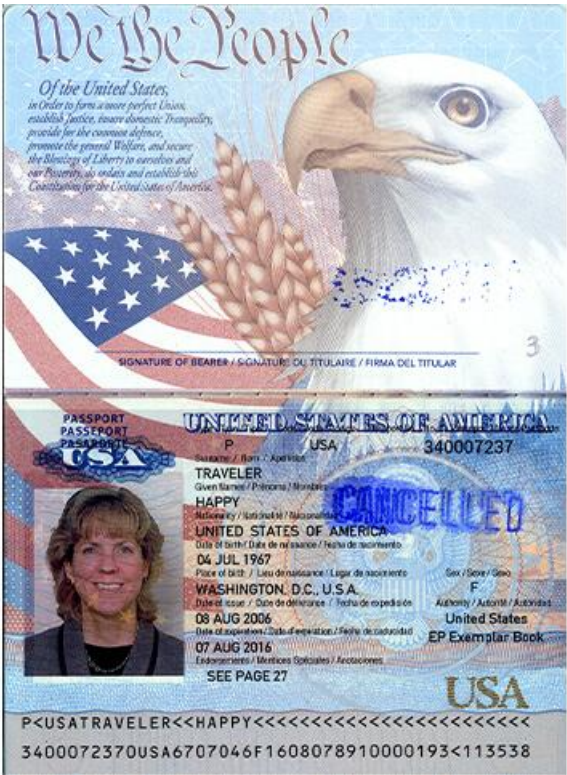 We the People
Of the United States,
in Order to form a more perfect Union,
establish Justice, insure domestic Tranquility,
provide for the common defence,
promote the general Welfare, and secure
the Blessings of Liberty to ourselves and
our Posterity, do ordain and establish this
Constitution for the United States of America.
3
SIGNATURE OF BEARER / SIGNATURE DU TITULAIRE / FIRMA DEL TITULAR
PASSPORT
PASSEPORT
PASAPORTE
USA
UNITED STATES OF AMERICA
P USA 340007237
Surname / Nom / Apellidos
TRAVELER
Given Names / Prénoms / Nombres
HAPPY
CANCELLED
Nationality / Nationalité / Nacionalidad
UNITED STATES OF AMERICA
Date of birth / Date de naissance / Fecha de nacimiento
04 JUL 1967
Place of birth / Lieu de naissance / Lugar de nacimiento Sex / Sexe / Sexo
WASHINGTON, D.C., U.S.A. F
Date of issue / Date de délivrance / Fecha de expedición Authority / Autorité / Autoridad
08 AUG 2006 United States
Date of expiration / Date d'expiration / Fecha de caducidad EP Exemplar Book
07 AUG 2016
Endorsements / Mentions Spéciales / Anotaciones
SEE PAGE 27
USA
P<USATRAVELER<<HAPPY<<<<<<<<<<<<<<<<<<<<<<<<
3400072370USA6707046F1608078910000193<113538